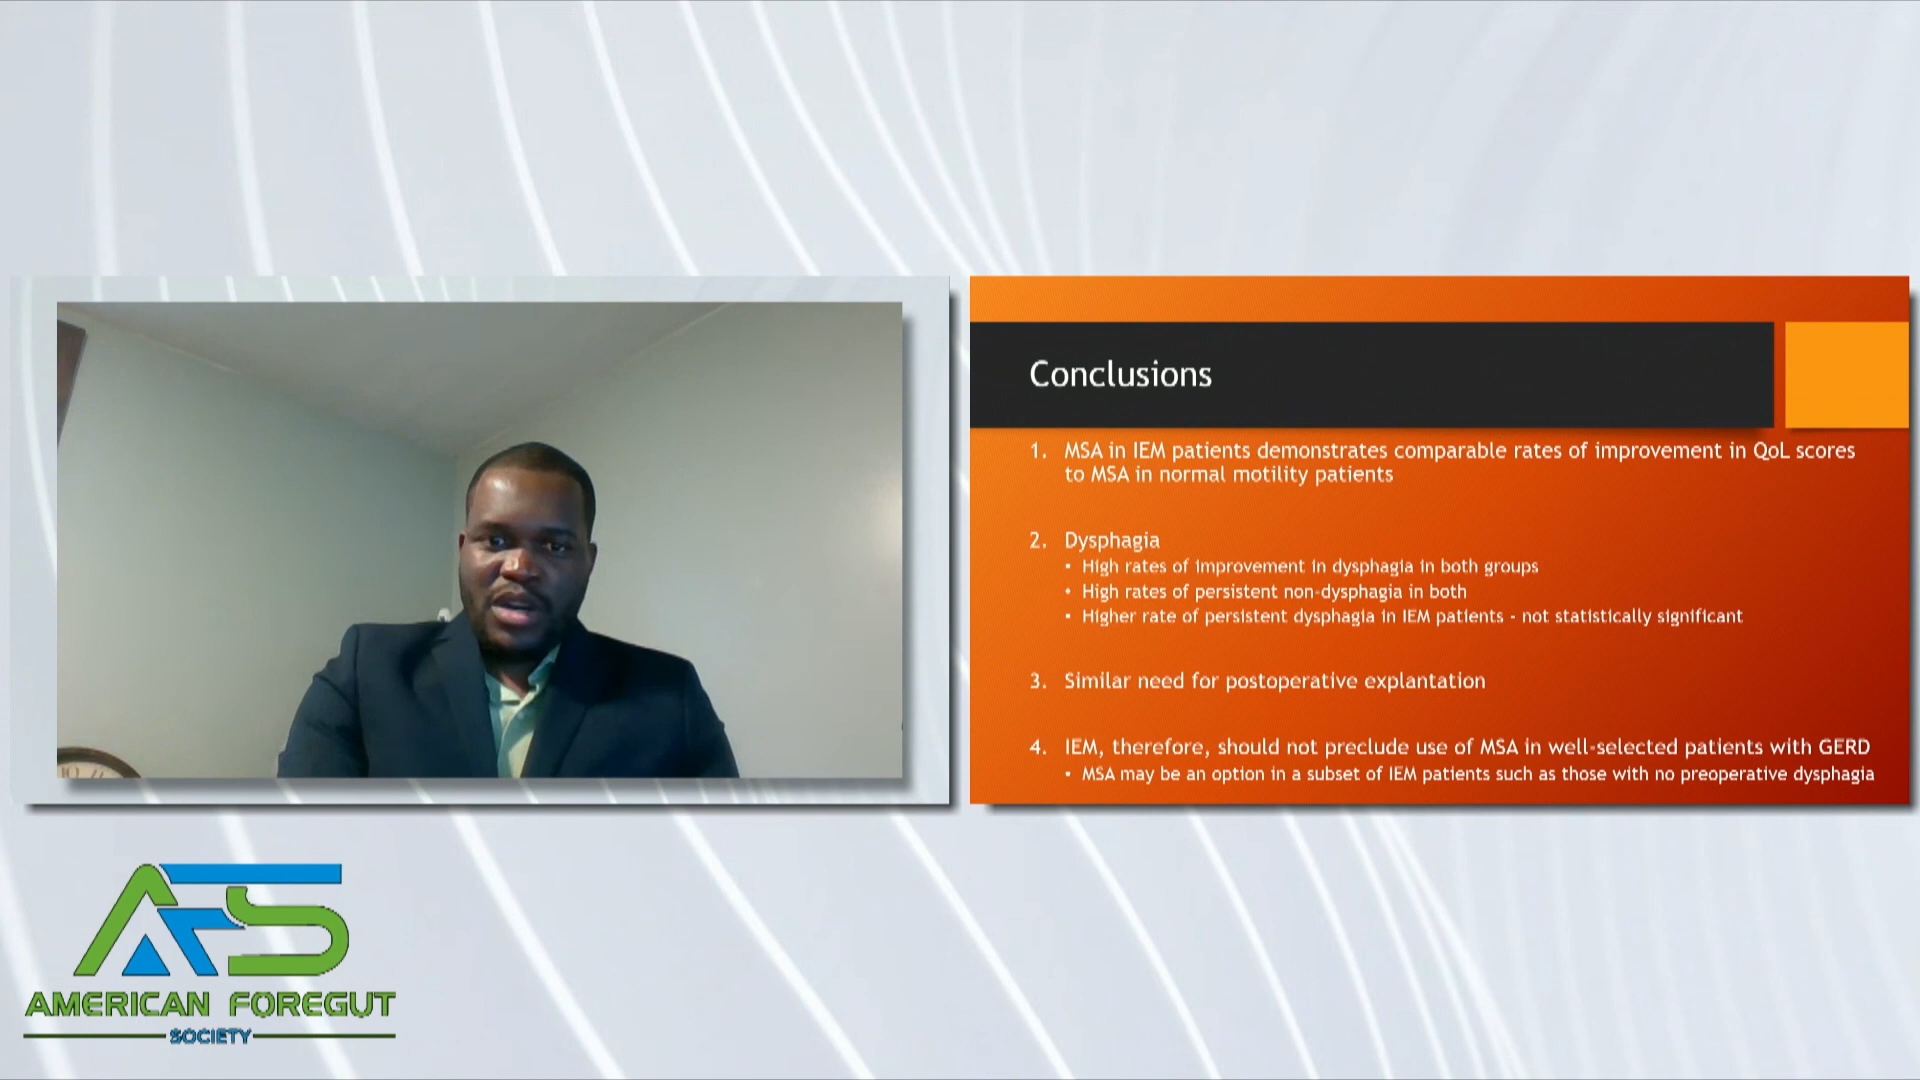 Conclusions
1. MSA in IEM patients demonstrates comparable rates of improvement in QoL scores
to MSA in normal motility patients
2. Dysphagia
• High rates of improvement in dysphagia in both groups
• High rates of persistent non-dysphagia in both
• Higher rate of persistent dysphagia in IEM patients - not statistically significant
3. Similar need for postoperative explantation
4. IEM, therefore, should not preclude use of MSA in well-selected patients with GERD
• MSA may be an option in a subset of IEM patients such as those with no preoperative dysphagia
10 11
AFS
AMERICAN FOREGUT
SOCIETY